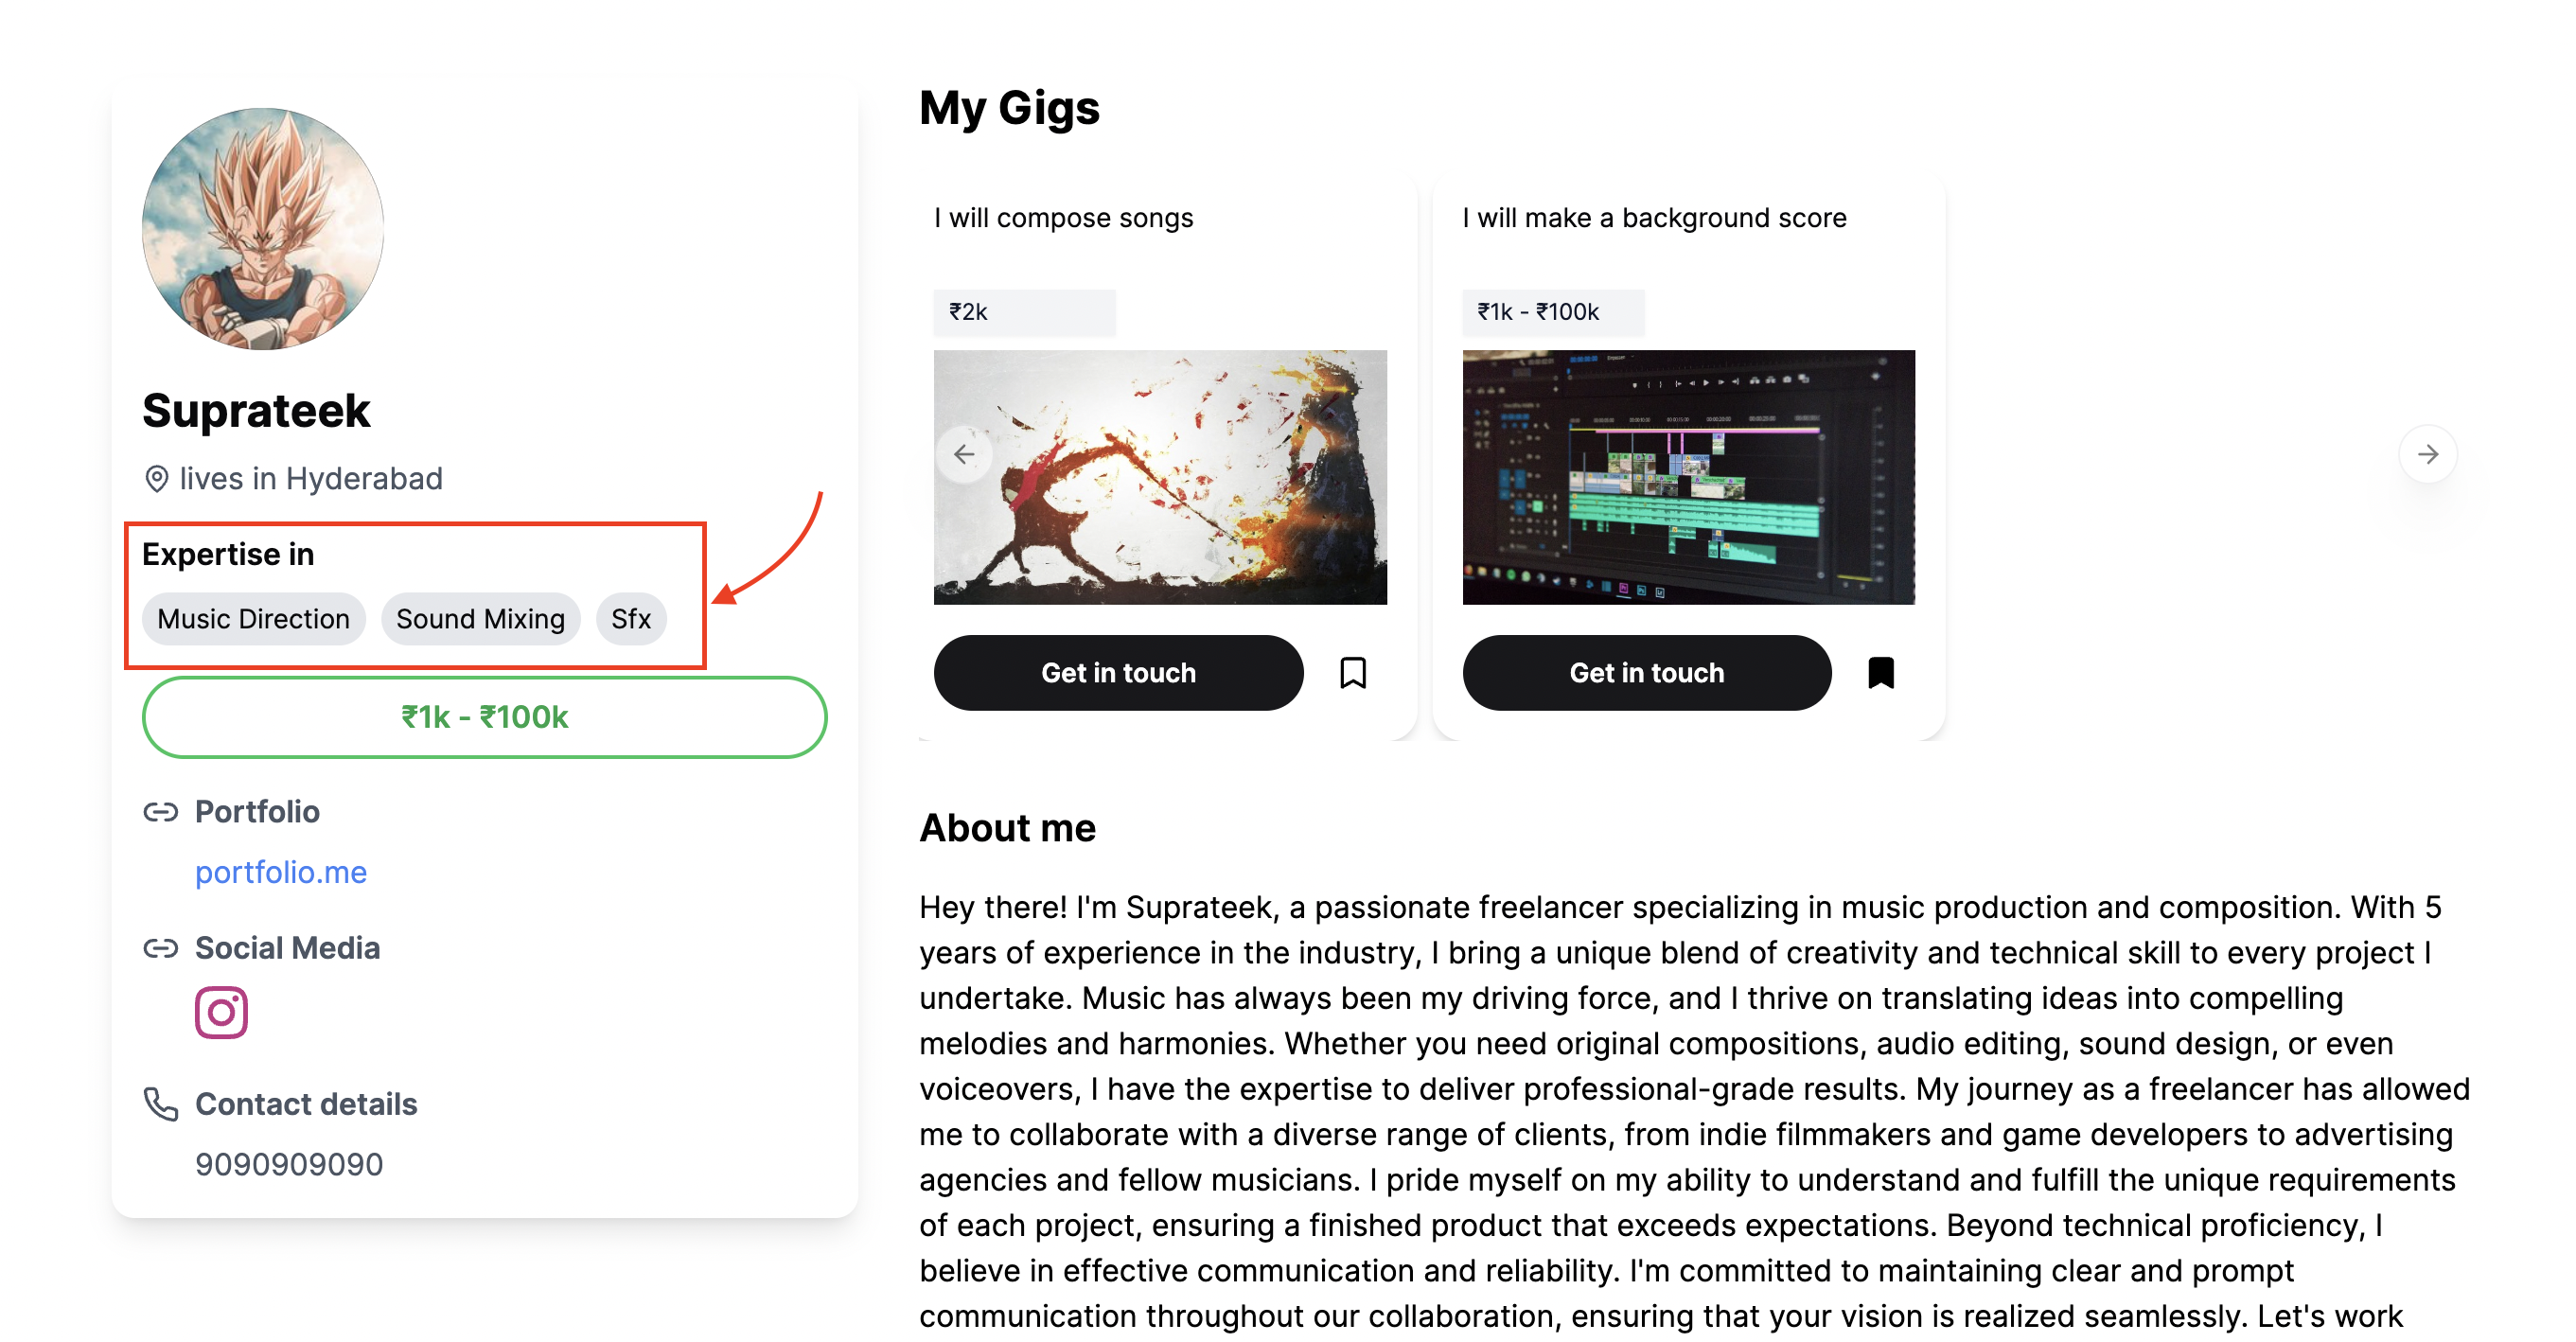 Suprateek
lives in Hyderabad
Expertise in
Music Direction
Sound Mixing
Sfx
₹1k - ₹100k
Portfolio
portfolio.me
Social Media
Contact details
9090909090
My Gigs
I will compose songs
₹2k
Get in touch
I will make a background score
₹1k - ₹100k
Get in touch
About me
Hey there! I'm Suprateek, a passionate freelancer specializing in music production and composition. With 5
years of experience in the industry, I bring a unique blend of creativity and technical skill to every project I
undertake. Music has always been my driving force, and I thrive on translating ideas into compelling
melodies and harmonies. Whether you need original compositions, audio editing, sound design, or even
voiceovers, I have the expertise to deliver professional-grade results. My journey as a freelancer has allowed
me to collaborate with a diverse range of clients, from indie filmmakers and game developers to advertising
agencies and fellow musicians. I pride myself on my ability to understand and fulfill the unique requirements
of each project, ensuring a finished product that exceeds expectations. Beyond technical proficiency, I
believe in effective communication and reliability. I'm committed to maintaining clear and prompt
communication throughout our collaboration, ensuring that your vision is realized seamlessly. Let's work